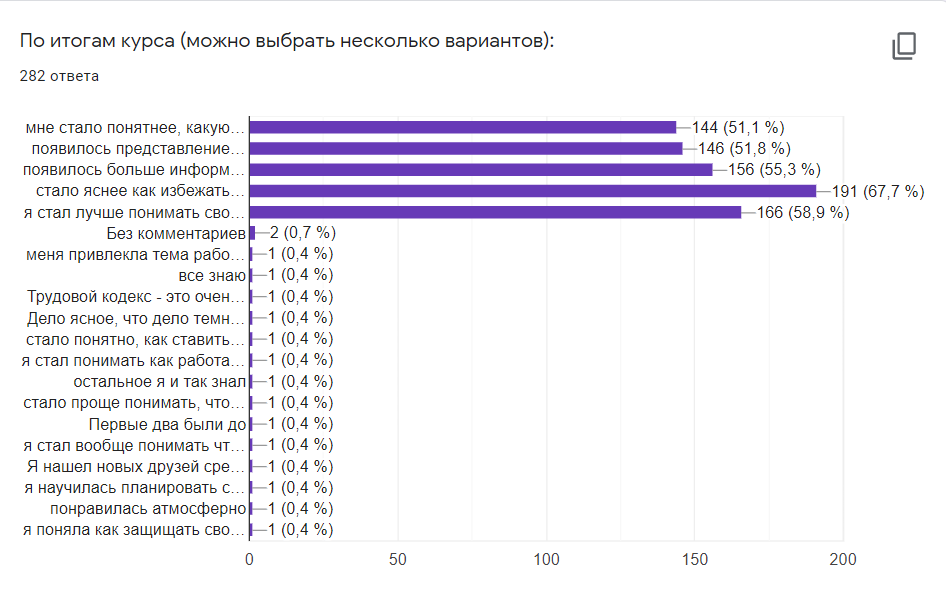 По итогам курса (можно выбрать несколько вариантов):
282 ответа
мне стало понятнее, какую... 144 (51,1 %)
появилось представление... 146 (51,8 %)
появилось больше информ... 156 (55,3 %)
стало яснее как избежать... 191 (67,7 %)
я стал лучше понимать сво... 166 (58,9 %)
Без комментариев 2 (0,7 %)
меня привлекла тема рабо... 1 (0,4 %)
все знаю 1 (0,4 %)
Трудовой кодекс - это очен... 1 (0,4 %)
Дело ясное, что дело темн... 1 (0,4 %)
стало понятно, как ставить... 1 (0,4 %)
я стал понимать как работа... 1 (0,4 %)
остальное я и так знал 1 (0,4 %)
стало проще понимать, что... 1 (0,4 %)
Первые два были до 1 (0,4 %)
я стал вообще понимать чт... 1 (0,4 %)
Я нашел новых друзей сре... 1 (0,4 %)
я научилась планировать с... 1 (0,4 %)
понравилась атмосферно 1 (0,4 %)
я поняла как защищать сво... 1 (0,4 %)
0 50 100 150 200